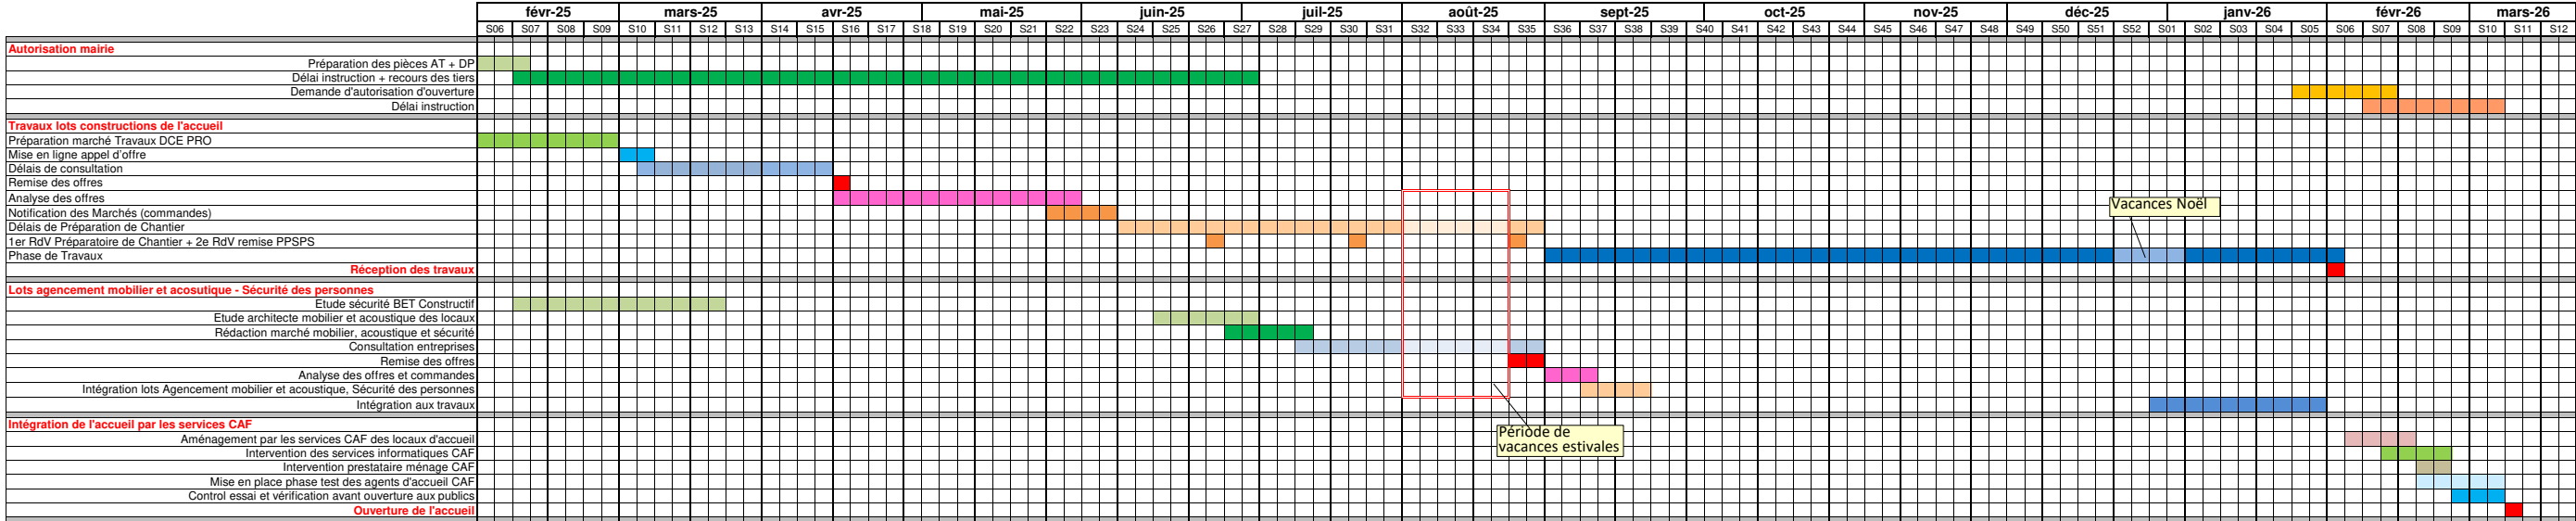 févr-25 mars-25 avr-25 mai-25 juin-25 juil-25 août-25 sept-25 oct-25 nov-25 déc-25 janv-26 févr-26 mars-26
S06 S07 S08 S09 S10 S11 S12 S13 S14 S15 S16 S17 S18 S19 S20 S21 S22 S23 S24 S25 S26 S27 S28 S29 S30 S31 S32 S33 S34 S35 S36 S37 S38 S39 S40 S41 S42 S43 S44 S45 S46 S47 S48 S49 S50 S51 S52 S01 S02 S03 S04 S05 S06 S07 S08 S09 S10 S11 S12
Autorisation mairie
Préparation des pièces AT + DP
Délai instruction + recours des tiers
Demande d'autorisation d'ouverture
Délai instruction
Travaux lots constructions de l'accueil
Préparation marché Travaux DCE PRO
Mise en ligne appel d'offre
Délais de consultation
Remise des offres
Analyse des offres
Vacances Noël
Notification des Marchés (commandes)
Délais de Préparation de Chantier
1er RdV Préparatoire de Chantier + 2e RdV remise PPSPS
Phase de Travaux
Réception des travaux
Lots agencement mobilier et acosutique - Sécurité des personnes
Etude sécurité BET Constructif
Etude architecte mobilier et acoustique des locaux
Rédaction marché mobilier, acoustique et sécurité
Consultation entreprises
Remise des offres
Analyse des offres et commandes
Intégration lots Agencement mobilier et acoustique, Sécurité des personnes
Intégration aux travaux
Intégration de l'accueil par les services CAF
Période de
vacances estivales
Aménagement par les services CAF des locaux d'accueil
Intervention des services informatiques CAF
Intervention prestataire ménage CAF
Mise en place phase test des agents d'accueil CAF
Control essai et vérification avant ouverture aux publics
Ouverture de l'accueil